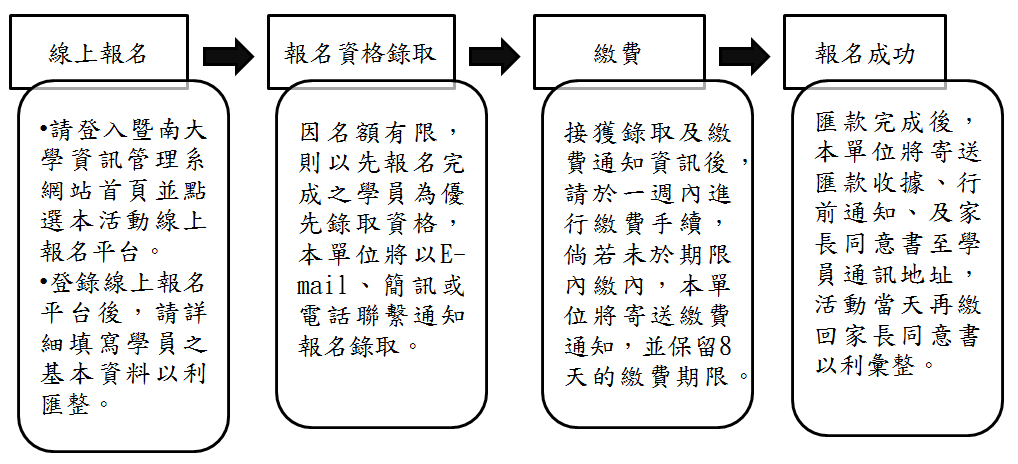 線上報名
•請登入暨南大
學資訊管理系
網站首頁並點
選本活動線上
報名平台。
•登錄線上報名
平台後，請詳
細填寫學員之
基本資料以利
匯整。
報名資格錄取
因名額有限，
則以先報名完
成之學員為優
先錄取資格，
本單位將以E-
mail、簡訊或
電話聯繫通知
報名錄取。
繳費
接獲錄取及繳
費通知資訊後，
請於一週內進
行繳費手續，
倘若未於期限
內繳內，本單
位將寄送繳費
通知，並保留8
天的繳費期限。
報名成功
匯款完成後，
本單位將寄送
匯款收據、行
前通知、及家
長同意書至學
員通訊地址，
活動當天再繳
回家長同意書
以利彙整。